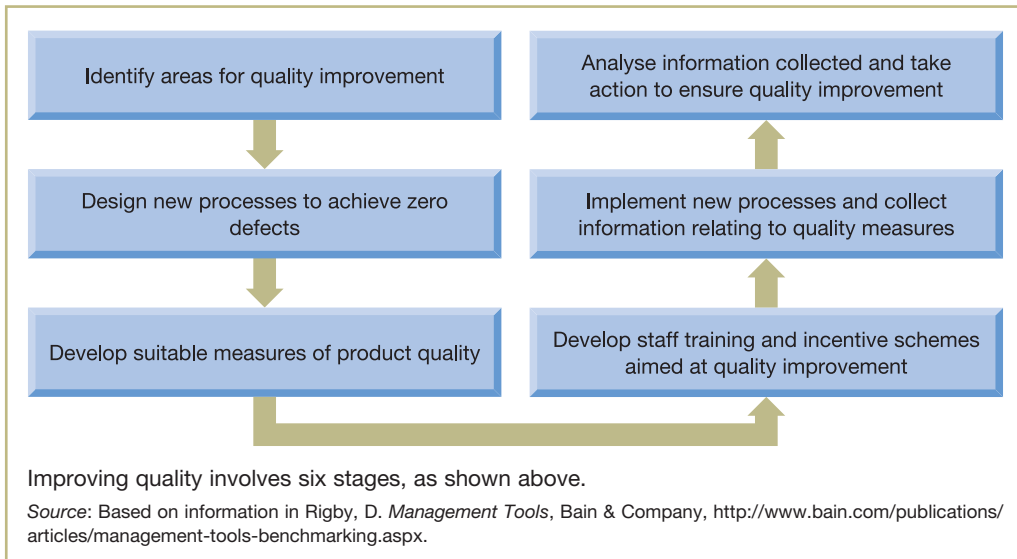 Identify areas for quality improvement
Design new processes to achieve zero
defects
Develop suitable measures of product quality
Develop staff training and incentive schemes
aimed at quality improvement
Implement new processes and collect
information relating to quality measures
Analyse information collected and take
action to ensure quality improvement
Improving quality involves six stages, as shown above.
Source: Based on information in Rigby, D. Management Tools, Bain & Company, http://www.bain.com/publications/
articles/management-tools-benchmarking.aspx.